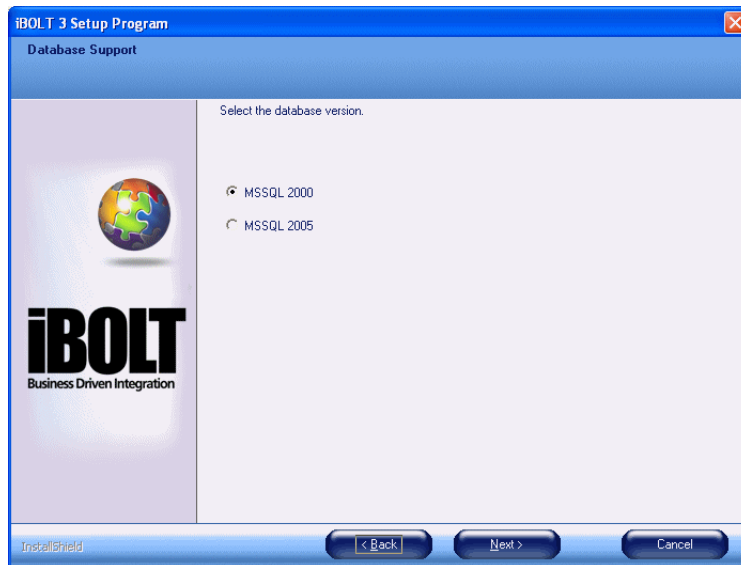 iBOLT 3 Setup Program
Database Support
Select the database version.
MSSQL 2000
MSSQL 2005
iBOLT
Business Driven Integration
InstallShield
< Back
Next >
Cancel